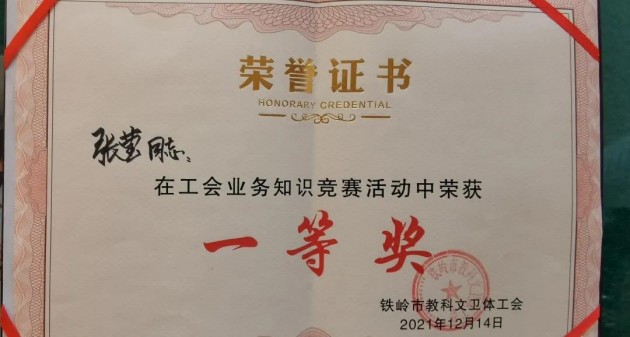 荣誉证书
HONORARY CREDENTIAL
张莹同志:
在工会业务知识竞赛活动中荣获
一等奖
铁岭市教科文卫体工会
2021年12月14日